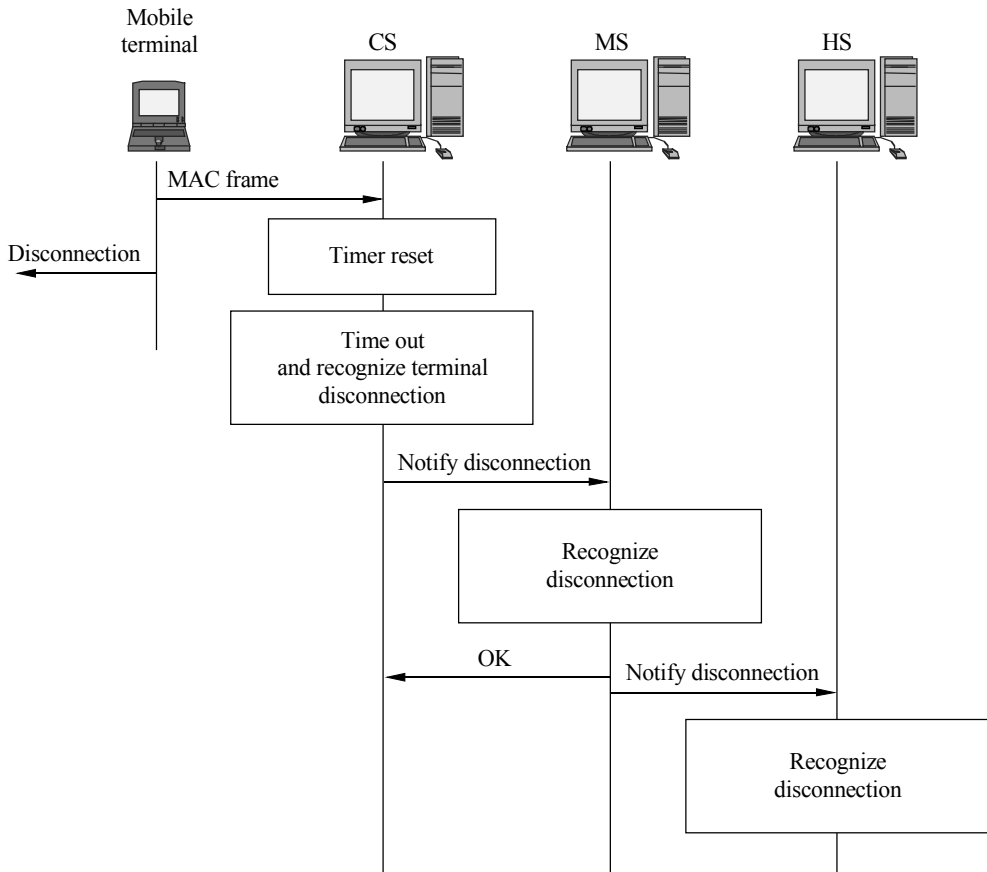 Mobile
terminal
CS
MS
HS
MAC frame
Disconnection
Timer reset
Time out
and recognize terminal
disconnection
Notify disconnection
Recognize
disconnection
OK
Notify disconnection
Recognize
disconnection